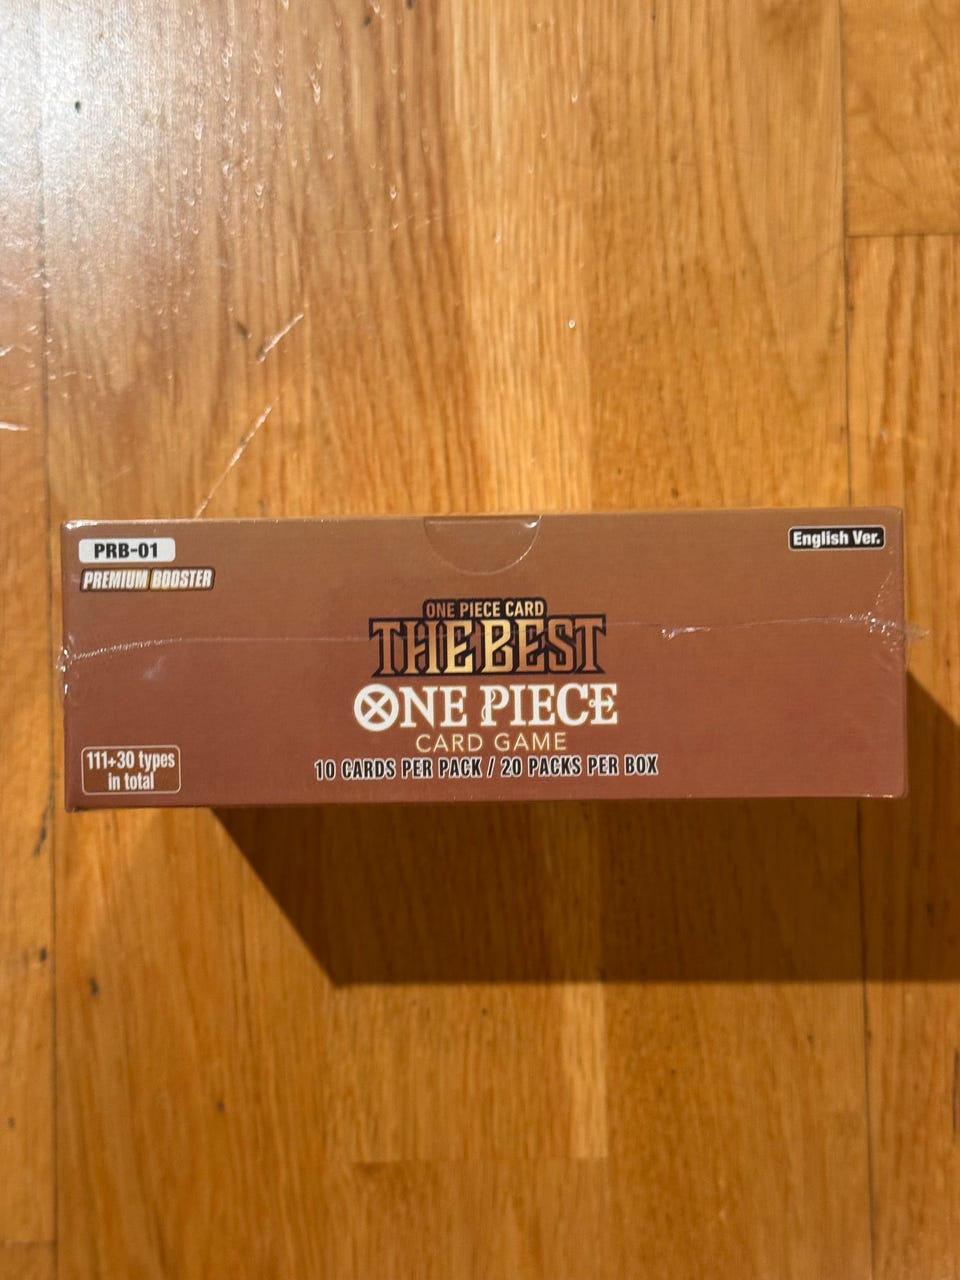 PRB-01
PREMIUM BOOSTER
English Ver.
ONE PIECE CARD
THE BEST
ONE PIECE
CARD GAME
10 CARDS PER PACK / 20 PACKS PER BOX
111+30 types
in total